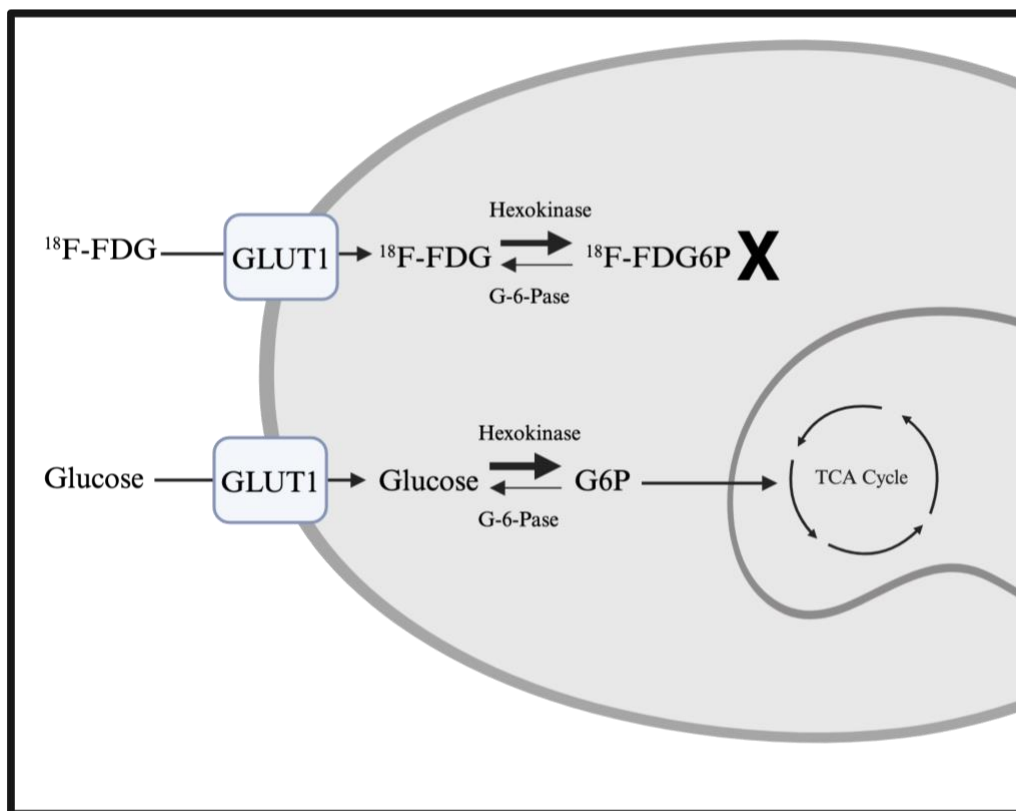 Hexokinase
¹⁸F-FDG GLUT1 ¹⁸F-FDG ¹⁸F-FDG6P X
G-6-Pase
Hexokinase
Glucose GLUT1 Glucose G6P TCA Cycle
G-6-Pase